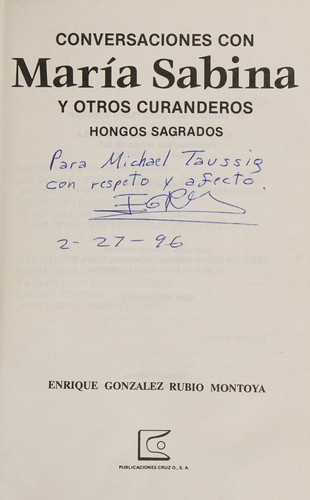 CONVERSACIONES CON
María Sabina
Y OTROS CURANDEROS
HONGOS SAGRADOS
Para Michael Taussig
con respeto y afecto.
2-27-96
ENRIQUE GONZALEZ RUBIO MONTOYA
PUBLICACIONES CRUZ O., S.A.